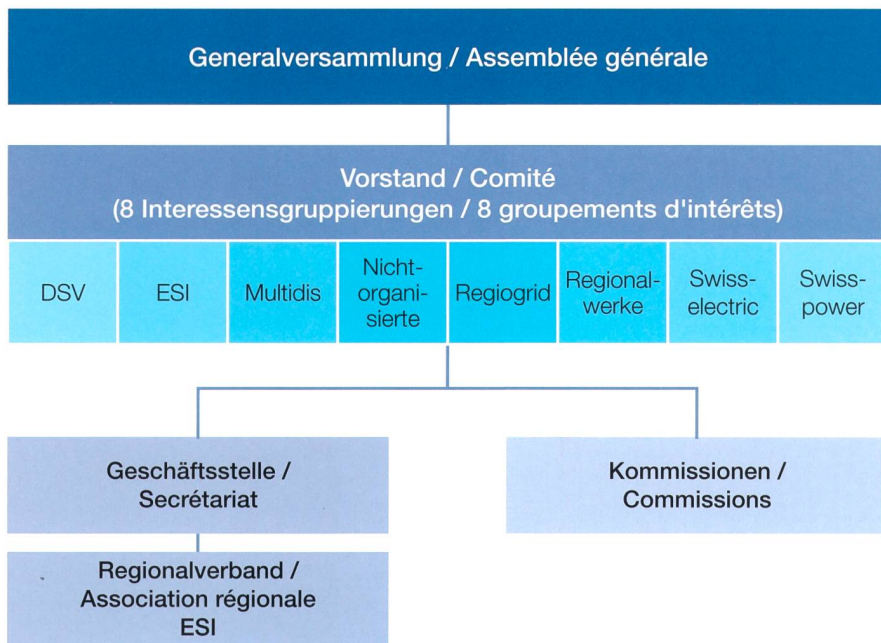 Generalversammlung / Assemblée générale
Vorstand / Comité
(8 Interessensgruppierungen / 8 groupements d'intérêts)
DSV
ESI
Multidis
Nicht-
organi-
sierte
Regiogrid
Regional-
werke
Swiss-
electric
Swiss-
power
Geschäftsstelle /
Secrétariat
Kommissionen /
Commissions
Regionalverband /
Association régionale
ESI